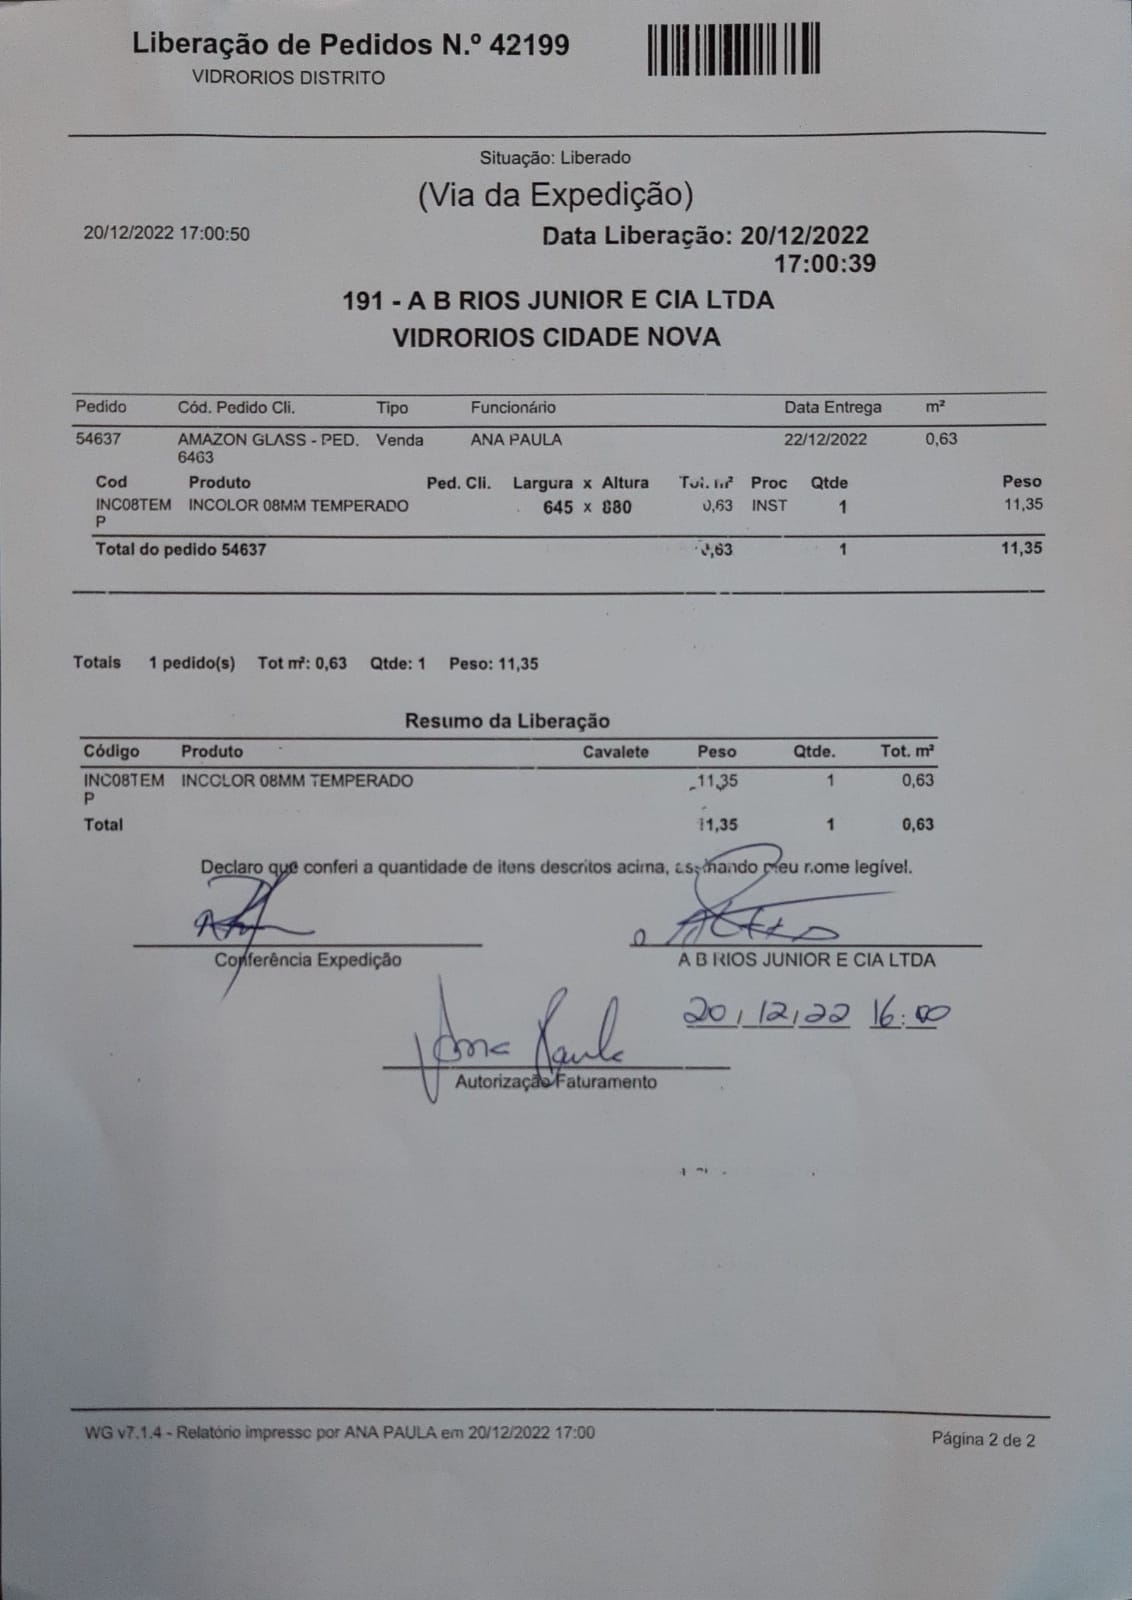 Liberação de Pedidos N.º 42199
VIDRORIOS DISTRITO
Situação: Liberado
(Via da Expedição)
20/12/2022 17:00:50
Data Liberação: 20/12/2022
17:00:39
191 - A B RIOS JUNIOR E CIA LTDA
VIDRORIOS CIDADE NOVA
Pedido Cód. Pedido Cli. Tipo Funcionário Data Entrega m²
54637 AMAZON GLASS - PED. Venda ANA PAULA 22/12/2022 0,63
6463
Cod Produto Ped. Cli. Largura x Altura Tot. m² Proc Qtde Peso
INC08TEM INCOLOR 08MM TEMPERADO 645 x 880 0,63 INST 1 11,35
P
Total do pedido 54637 0,63 1 11,35
Totais 1 pedido(s) Tot m²: 0,63 Qtde: 1 Peso: 11,35
Resumo da Liberação
Código Produto Cavalete Peso Qtde. Tot. m²
INC08TEM INCOLOR 08MM TEMPERADO 11,35 1 0,63
P
Total 11,35 1 0,63
Declaro que conferi a quantidade de itens descritos acima, assinando meu nome legível.
Conferência Expedição
A B RIOS JUNIOR E CIA LTDA
20/12/22 16:00
Ana Paula
Autorização Faturamento
WG v7.1.4 - Relatório impresso por ANA PAULA em 20/12/2022 17:00
Página 2 de 2